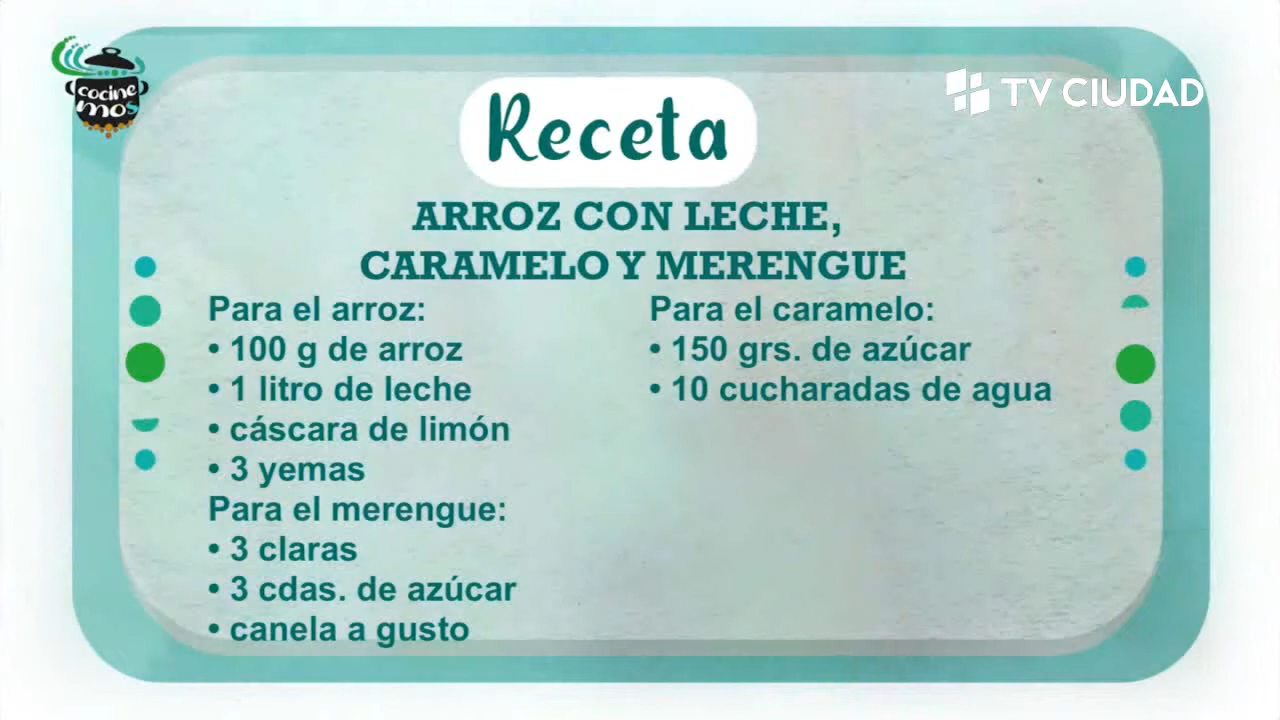 cocine
mos
TV CIUDAD
Receta
ARROZ CON LECHE,
CARAMELO Y MERENGUE
Para el arroz:
• 100 g de arroz
• 1 litro de leche
• cáscara de limón
• 3 yemas
Para el merengue:
• 3 claras
• 3 cdas. de azúcar
• canela a gusto
Para el caramelo:
• 150 grs. de azúcar
• 10 cucharadas de agua